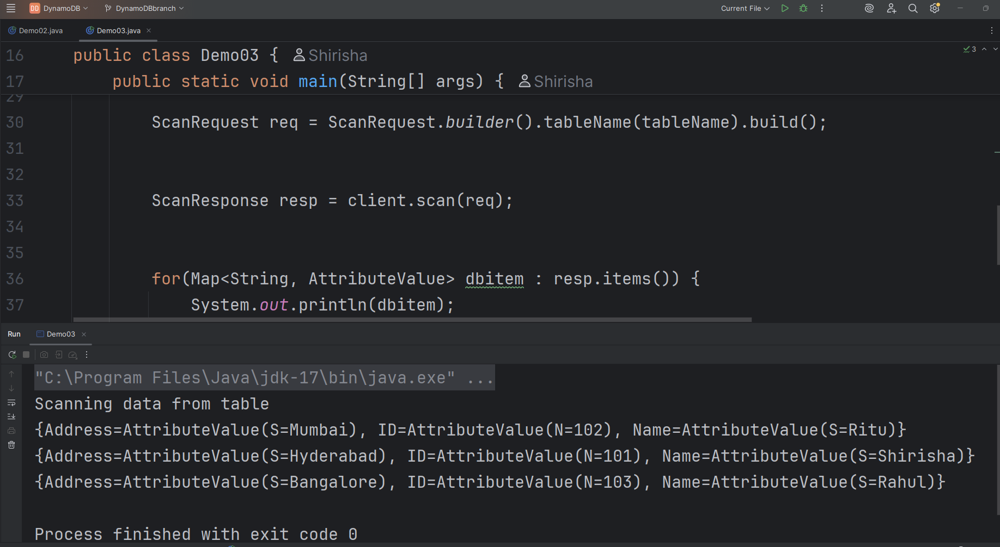 DD DynamoDB DynamoDBbranch Current File
Demo02.java Demo03.java
16 public class Demo03 { Shirisha 3
17 public static void main(String[] args) { Shirisha
29
30 ScanRequest req = ScanRequest.builder().tableName(tableName).build();
31
32
33 ScanResponse resp = client.scan(req);
34
35
36 for(Map<String, AttributeValue> dbitem : resp.items()) {
37 System.out.println(dbitem);
Run Demo03
"C:\Program Files\Java\jdk-17\bin\java.exe" ...
Scanning data from table
{Address=AttributeValue(S=Mumbai), ID=AttributeValue(N=102), Name=AttributeValue(S=Ritu)}
{Address=AttributeValue(S=Hyderabad), ID=AttributeValue(N=101), Name=AttributeValue(S=Shirisha)}
{Address=AttributeValue(S=Bangalore), ID=AttributeValue(N=103), Name=AttributeValue(S=Rahul)}
Process finished with exit code 0